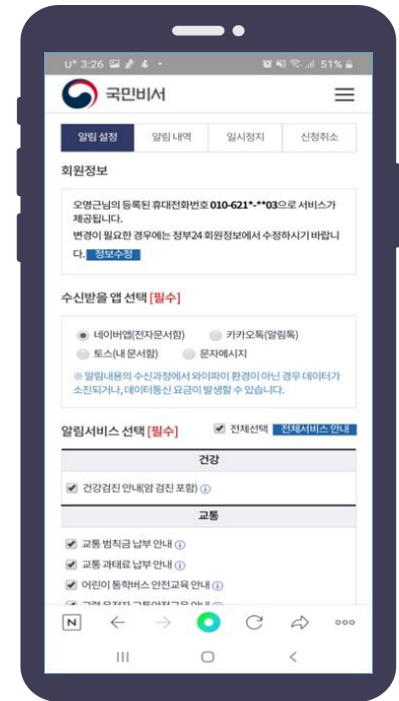 U+ 3:26
51%
국민비서
알림 설정 알림 내역 일시정지 신청취소
회원정보
오명근님의 등록된 휴대전화번호 010-621*-**03으로 서비스가
제공됩니다.
변경이 필요한 경우에는 정부24 회원정보에서 수정하시기 바랍니
다. 정보수정
수신받을 앱 선택 [필수]
네이버앱(전자문서함) 카카오톡(알림톡)
토스(내 문서함) 문자메시지
※ 알림내용의 수신과정에서 와이파이 환경이 아닌 경우 데이터가
소진되거나, 데이터통신 요금이 발생할 수 있습니다.
알림서비스 선택 [필수] 전체선택 전체서비스 안내
건강
건강검진 안내(암 검진 포함)
교통
교통 범칙금 납부 안내
교통 과태료 납부 안내
어린이 통학버스 안전교육 안내
N